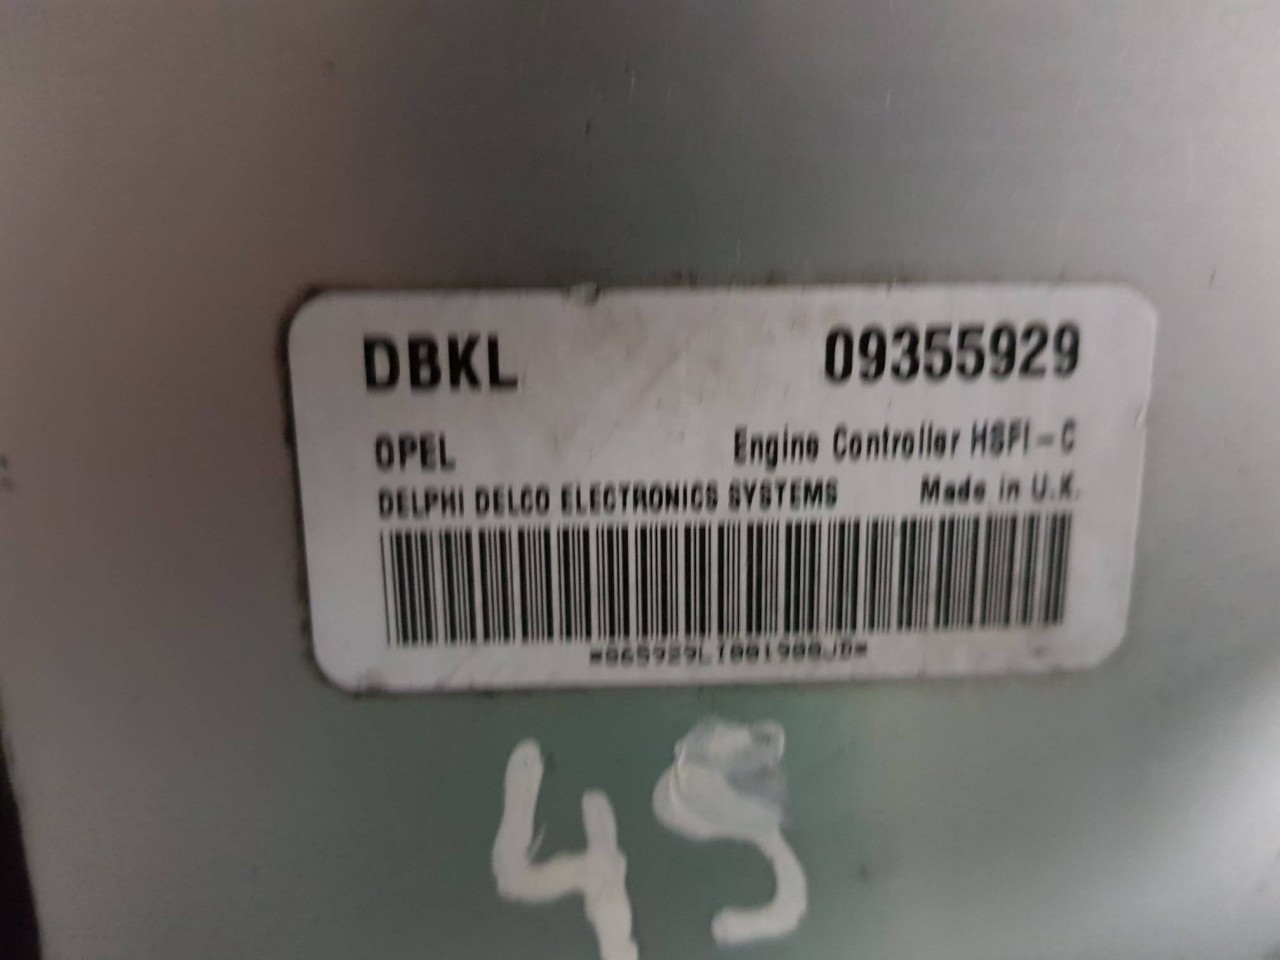 DBKL 09355929
OPEL Engine Controller HSFI-C
DELPHI DELCO ELECTRONICS SYSTEMS Made in U.K.
45